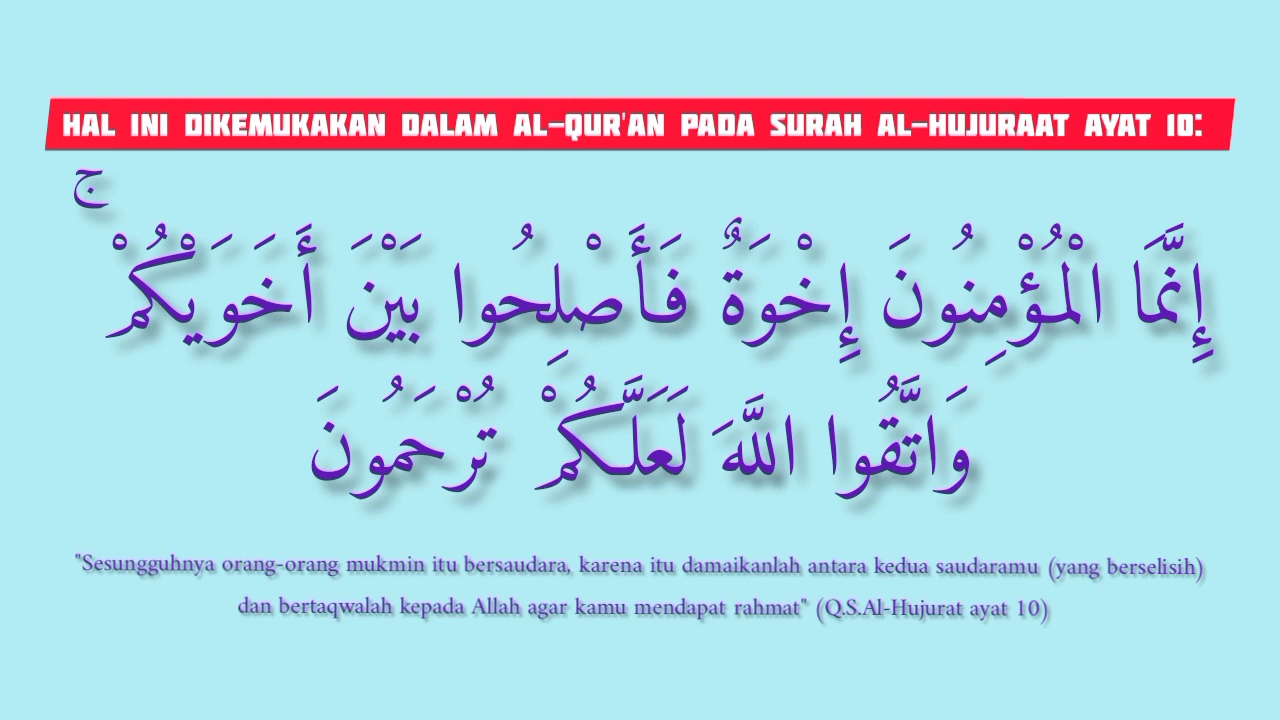 HAL INI DIKEMUKAKAN DALAM AL-QUR'AN PADA SURAH AL-HUJURAAT AYAT 10:
إِنَّمَا الْمُؤْمِنُونَ إِخْوَةٌ فَأَصْلِحُوا بَيْنَ أَخَوَيْكُمْ ۚ
وَاتَّقُوا اللَّهَ لَعَلَّكُمْ تُرْحَمُونَ
"Sesungguhnya orang-orang mukmin itu bersaudara, karena itu damaikanlah antara kedua saudaramu (yang berselisih)
dan bertaqwalah kepada Allah agar kamu mendapat rahmat" (Q.S.Al-Hujurat ayat 10)